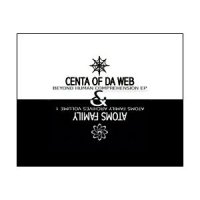 CENTA OF DA WEB
BEYOND HUMAN COMPREHENSION EP
&
ATOMS FAMILY ARCHIVES VOLUME 1
ATOMS FAMILY